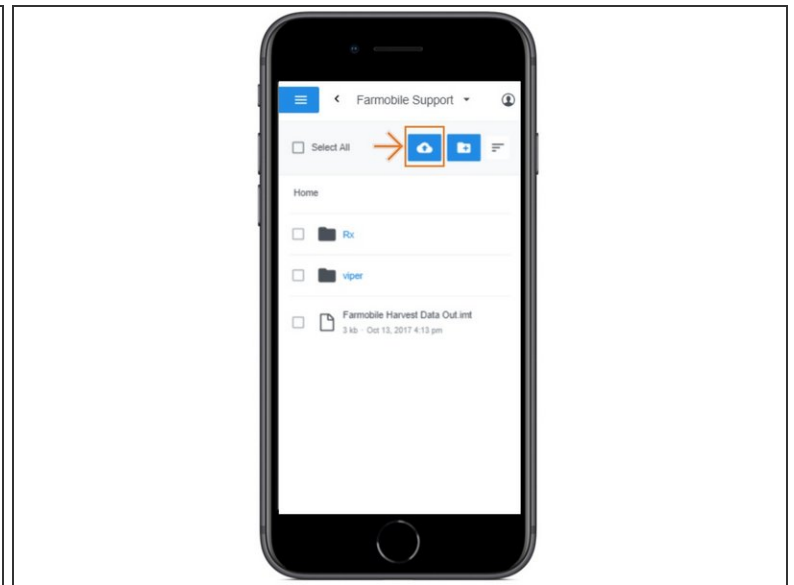 Farmobile Support
Select All
Home
Rx
viper
Farmobile Harvest Data Out.imt
3 kb - Oct 13, 2017 4:13 pm